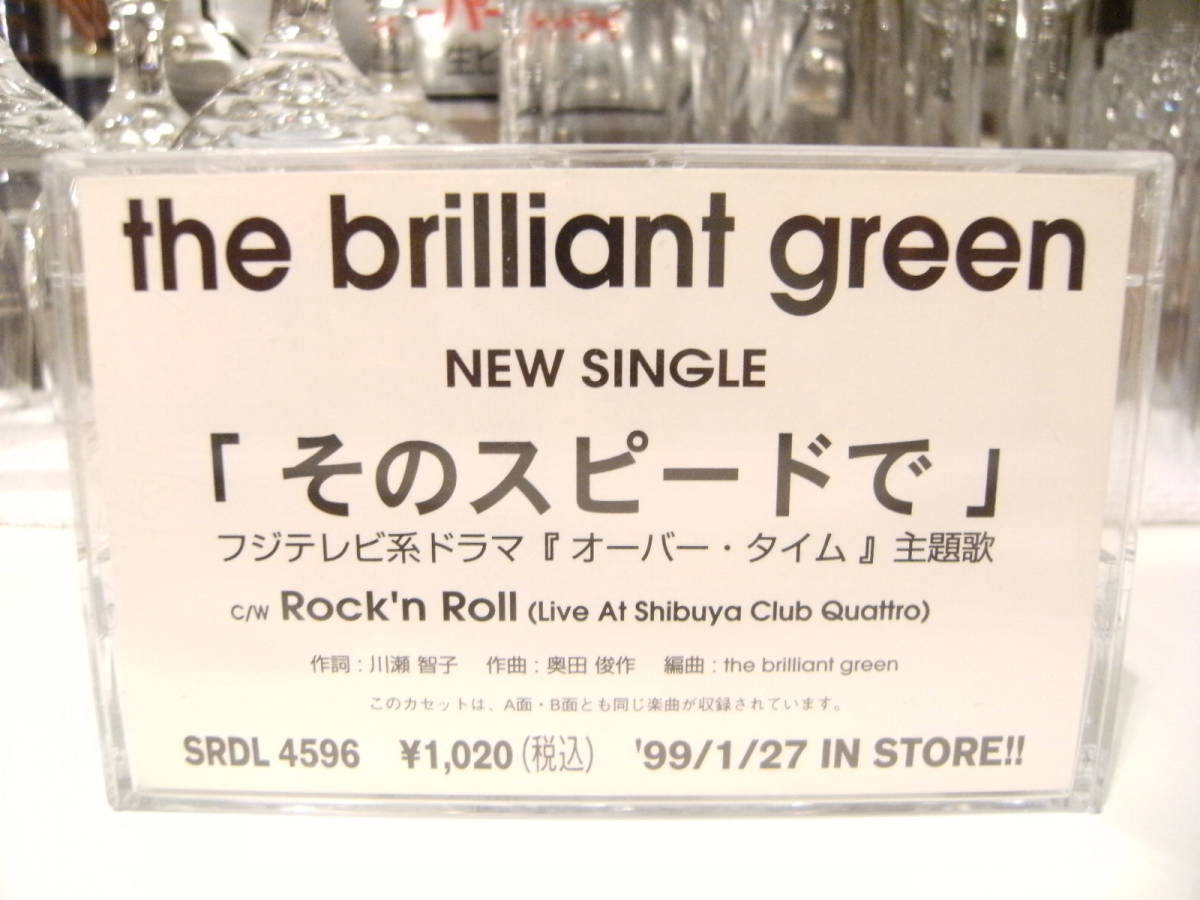 the brilliant green
NEW SINGLE
「そのスピードで」
フジテレビ系ドラマ『オーバー・タイム』主題歌
C/W Rock'n Roll (Live At Shibuya Club Quattro)
作詞:川瀬 智子 作曲:奥田 俊作 編曲:the brilliant green
このカセットは、A面・B面とも同じ楽曲が収録されています。
SRDL 4596 ¥1,020(税込) '99/1/27 IN STORE!!